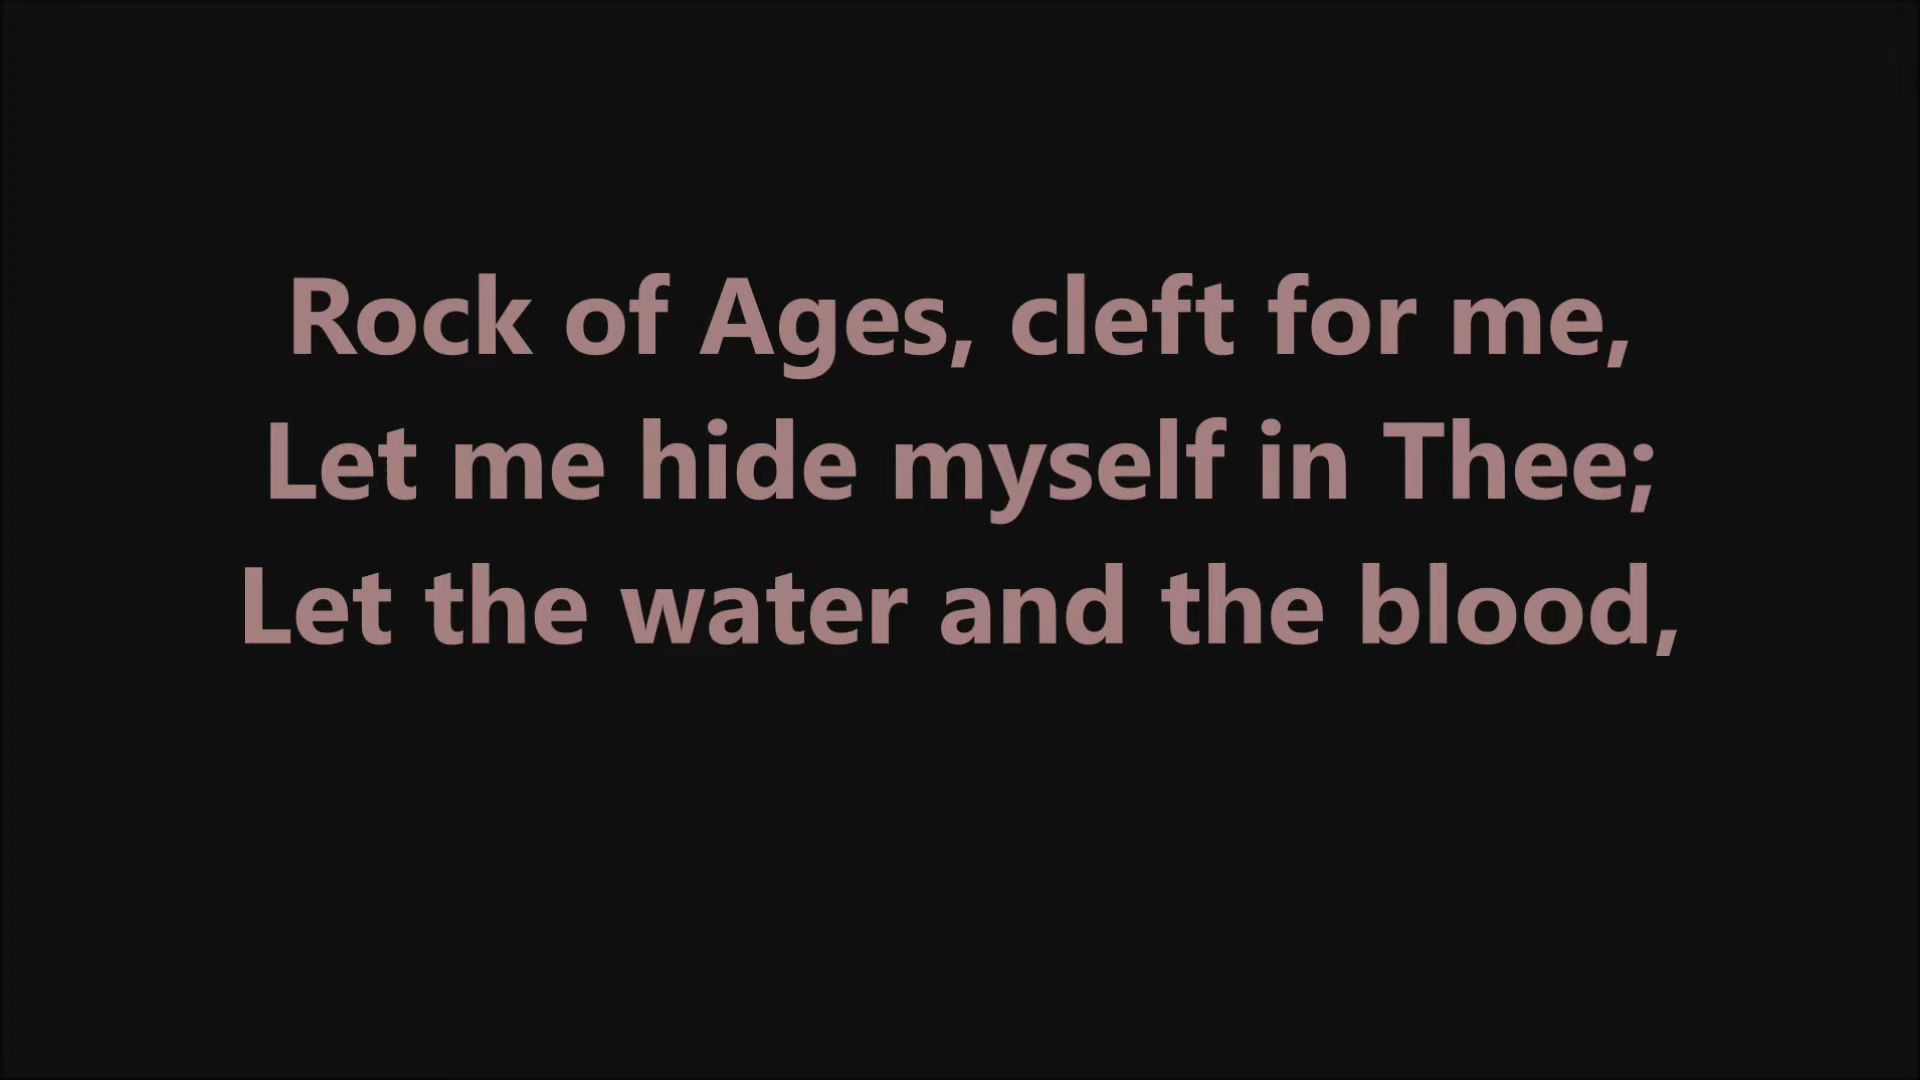 Rock of Ages, cleft for me,
Let me hide myself in Thee;
Let the water and the blood,